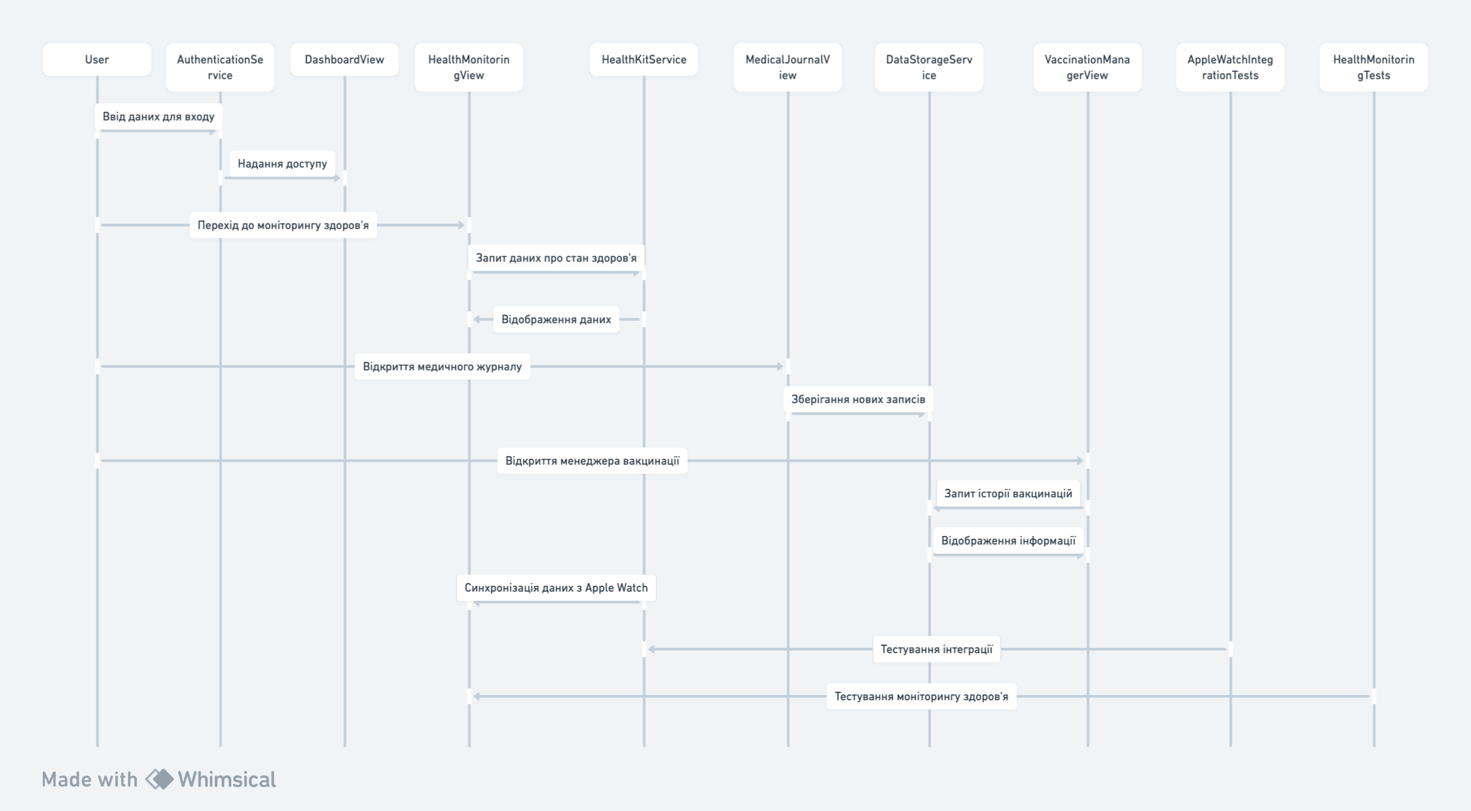 User
AuthenticationSe
rvice
DashboardView
HealthMonitorin
gView
HealthKitService
MedicalJournalV
iew
DataStorageServ
ice
VaccinationMana
gerView
AppleWatchInteg
rationTests
HealthMonitorin
gTests
Ввід даних для входу
Надання доступу
Перехід до моніторингу здоров'я
Запит даних про стан здоров'я
Відображення даних
Відкриття медичного журналу
Зберігання нових записів
Відкриття менеджера вакцинації
Запит історії вакцинацій
Відображення інформації
Синхронізація даних з Apple Watch
Тестування інтеграції
Тестування моніторингу здоров'я
Made with Whimsical